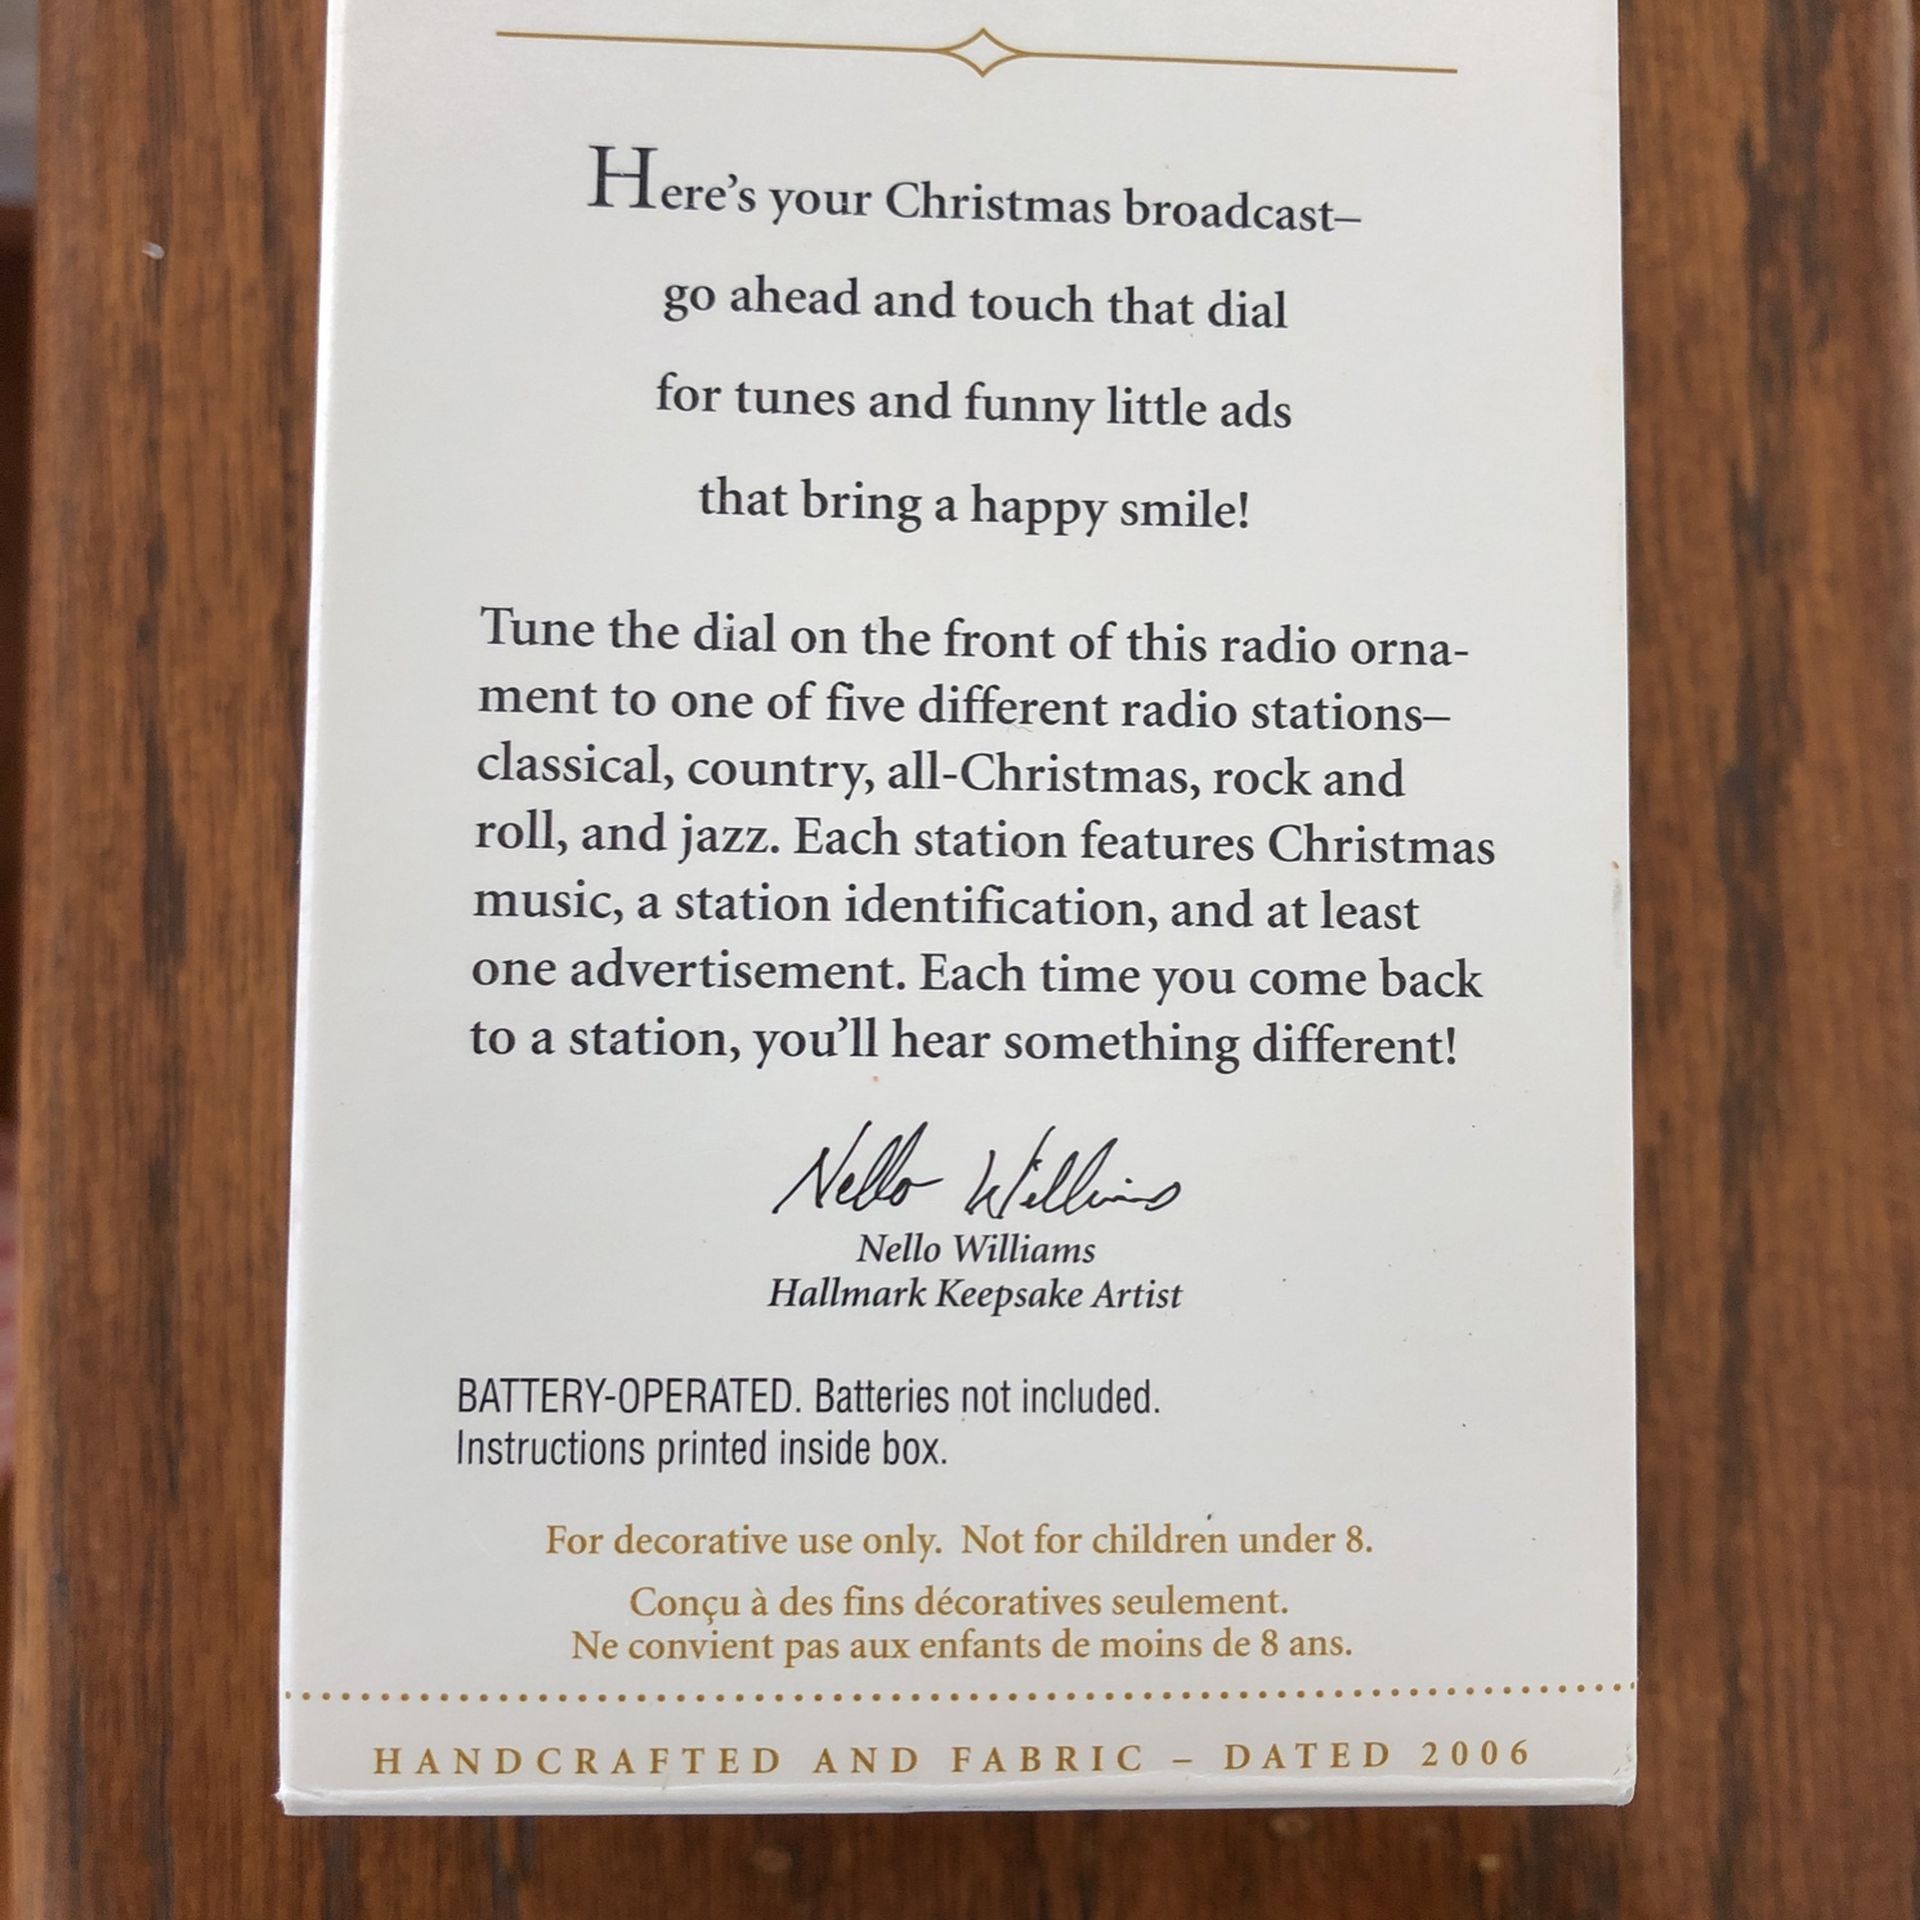 Here's your Christmas broadcast–
go ahead and touch that dial
for tunes and funny little ads
that bring a happy smile!
Tune the dial on the front of this radio orna-
ment to one of five different radio stations–
classical, country, all-Christmas, rock and
roll, and jazz. Each station features Christmas
music, a station identification, and at least
one advertisement. Each time you come back
to a station, you'll hear something different!
Nello Williams
Nello Williams
Hallmark Keepsake Artist
BATTERY-OPERATED. Batteries not included.
Instructions printed inside box.
For decorative use only. Not for children under 8.
Conçu à des fins décoratives seulement.
Ne convient pas aux enfants de moins de 8 ans.
HANDCRAFTED AND FABRIC – DATED 2006